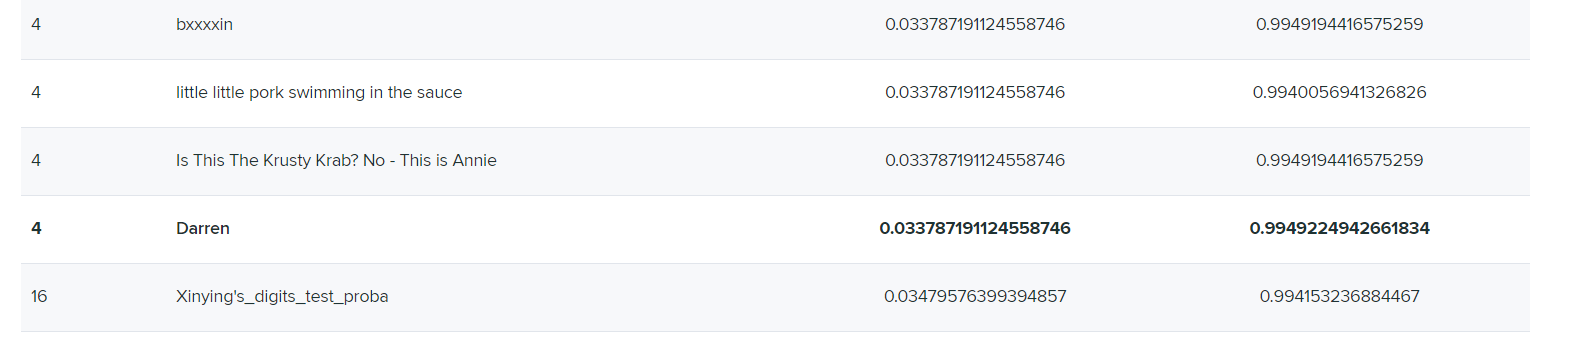 4 bxxxxin 0.033787191124558746 0.9949194416575259
4 little little pork swimming in the sauce 0.033787191124558746 0.9940056941326826
4 Is This The Krusty Krab? No - This is Annie 0.033787191124558746 0.9949194416575259
4 Darren 0.033787191124558746 0.9949224942661834
16 Xinying's_digits_test_proba 0.03479576399394857 0.994153236884467